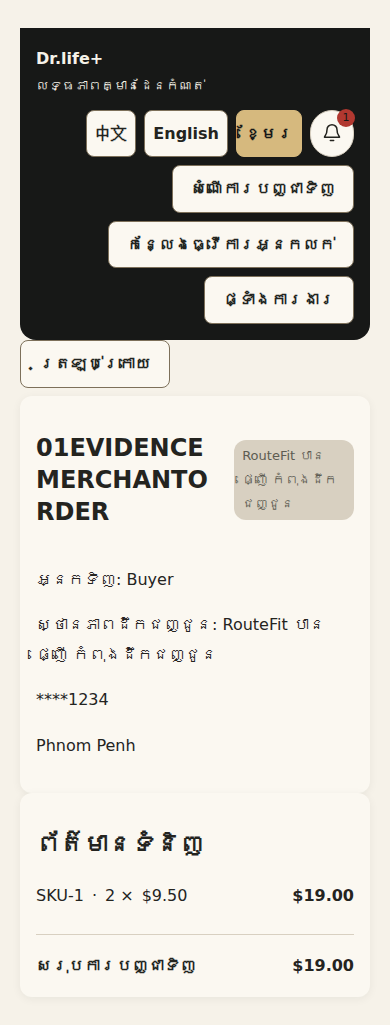 Dr.life+
លទ្ធភាពគ្មានដែនកំណត់
中文
English
ខ្មែរ
1
សំណើការបញ្ជាទិញ
កន្លែងធ្វើការអ្នកលក់
ផ្ទាំងការងារ
ត្រឡប់ក្រោយ
01EVIDENCE
MERCHANTO
RDER
RouteFit បាន
ផ្ញើ កំពុងដឹក
ជញ្ជូន
អ្នកទិញ: Buyer
ស្ថានភាពដឹកជញ្ជូន: RouteFit បាន
ផ្ញើ កំពុងដឹកជញ្ជូន
****1234
Phnom Penh
ព័ត៌មានទំនិញ
SKU-1 · 2 × $9.50
$19.00
សរុបការបញ្ជាទិញ
$19.00